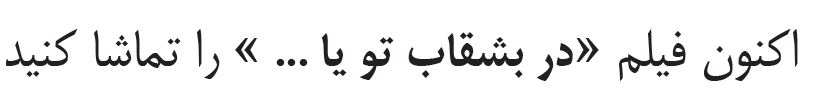 اکنون فیلم «در بشقاب تو یا ... » را تماشا کنید